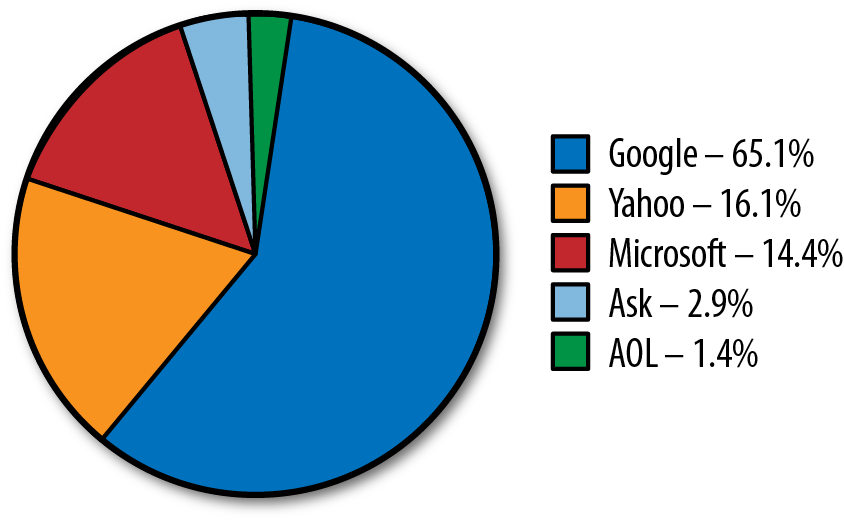 Google – 65.1%
Yahoo – 16.1%
Microsoft – 14.4%
Ask – 2.9%
AOL – 1.4%